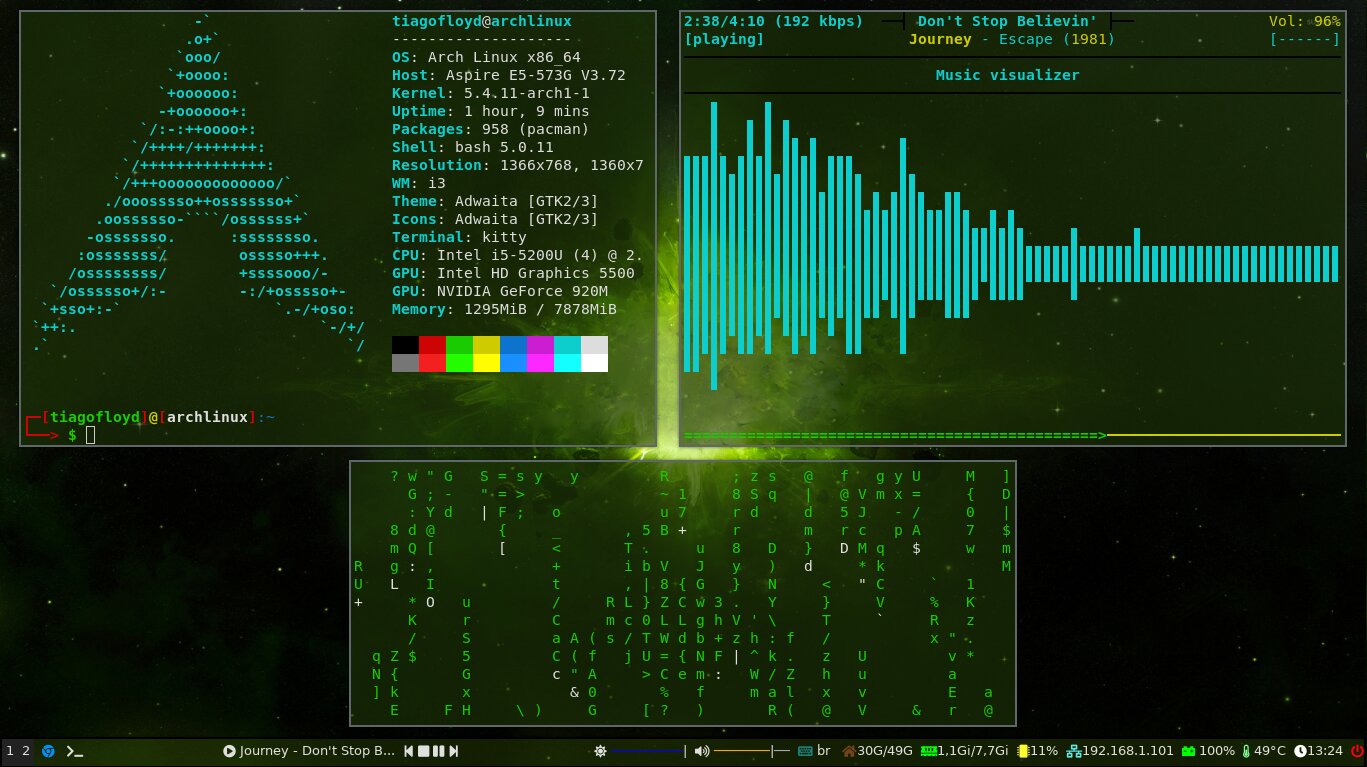 tiagofloyd@archlinux
-------------------
OS: Arch Linux x86_64
Host: Aspire E5-573G V3.72
Kernel: 5.4.11-arch1-1
Uptime: 1 hour, 9 mins
Packages: 958 (pacman)
Shell: bash 5.0.11
Resolution: 1366x768, 1360x7
WM: i3
Theme: Adwaita [GTK2/3]
Icons: Adwaita [GTK2/3]
Terminal: kitty
CPU: Intel i5-5200U (4) @ 2.
GPU: Intel HD Graphics 5500
GPU: NVIDIA GeForce 920M
Memory: 1295MiB / 7878MiB
[tiagofloyd]@[archlinux]:~
> $
2:38/4:10 (192 kbps) Don't Stop Believin' Vol: 96%
[playing] Journey - Escape (1981) [------]
Music visualizer
1 2 Journey - Don't Stop B... br 30G/49G 1,1Gi/7,7Gi 11% 192.168.1.101 100% 49°C 13:24